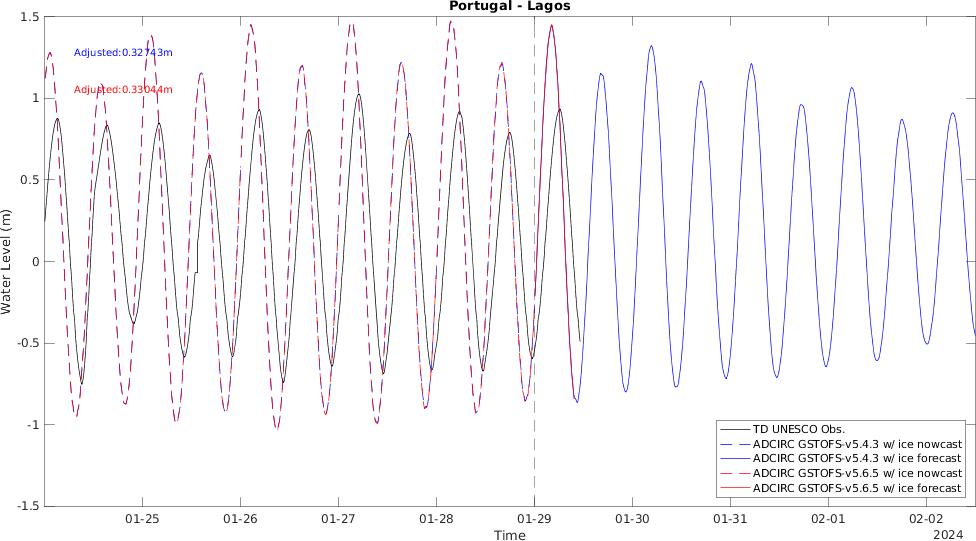 Portugal - Lagos
Adjusted:0.32743m
Adjusted:0.33044m
Water Level (m)
1.5
1
0.5
0
-0.5
-1
-1.5
TD UNESCO Obs.
ADCIRC GSTOFS-v5.4.3 w/ ice nowcast
ADCIRC GSTOFS-v5.4.3 w/ ice forecast
ADCIRC GSTOFS-v5.6.5 w/ ice nowcast
ADCIRC GSTOFS-v5.6.5 w/ ice forecast
01-25 01-26 01-27 01-28 01-29 01-30 01-31 02-01 02-02
Time
2024